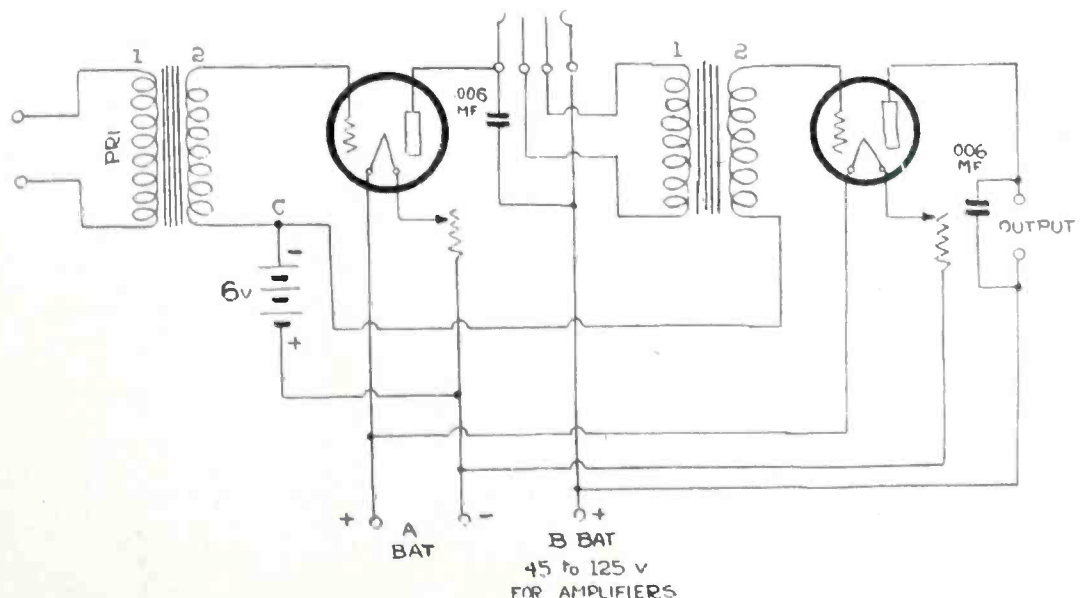 1 2
PRI
C
-
6v
+
.006
MF
1 2
.006
MF
OUTPUT
+ A - 
BAT
+
B BAT
45 to 125 v
FOR AMPLIFIERS